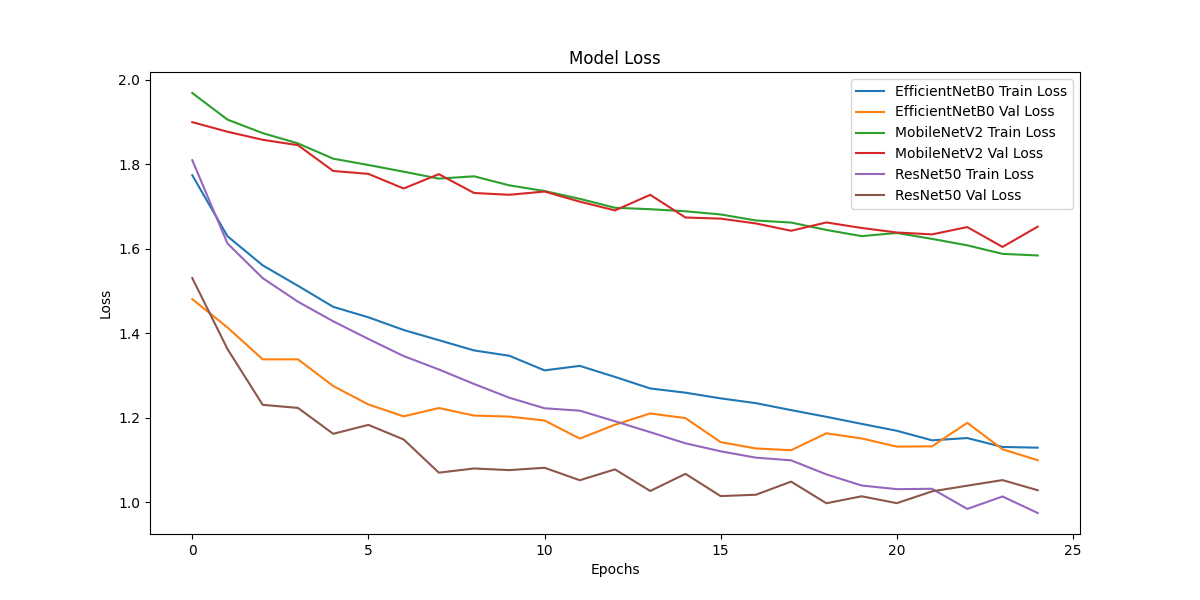 Model Loss
2.0
1.8
1.6
1.4
1.2
1.0
Loss
0
5
10
15
20
25
Epochs
EfficientNetB0 Train Loss
EfficientNetB0 Val Loss
MobileNetV2 Train Loss
MobileNetV2 Val Loss
ResNet50 Train Loss
ResNet50 Val Loss